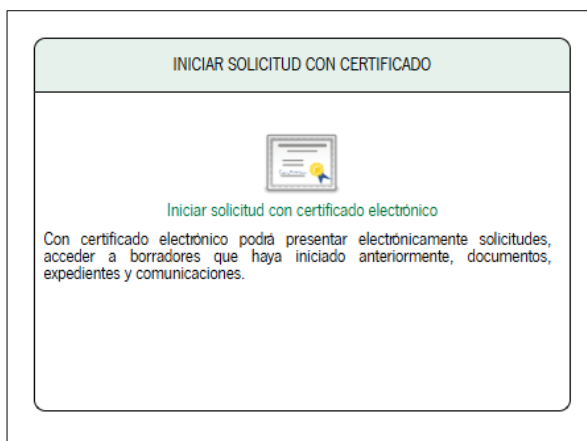 INICIAR SOLICITUD CON CERTIFICADO
Iniciar solicitud con certificado electrónico
Con certificado electrónico podrá presentar electrónicamente solicitudes,
acceder a borradores que haya iniciado anteriormente, documentos,
expedientes y comunicaciones.